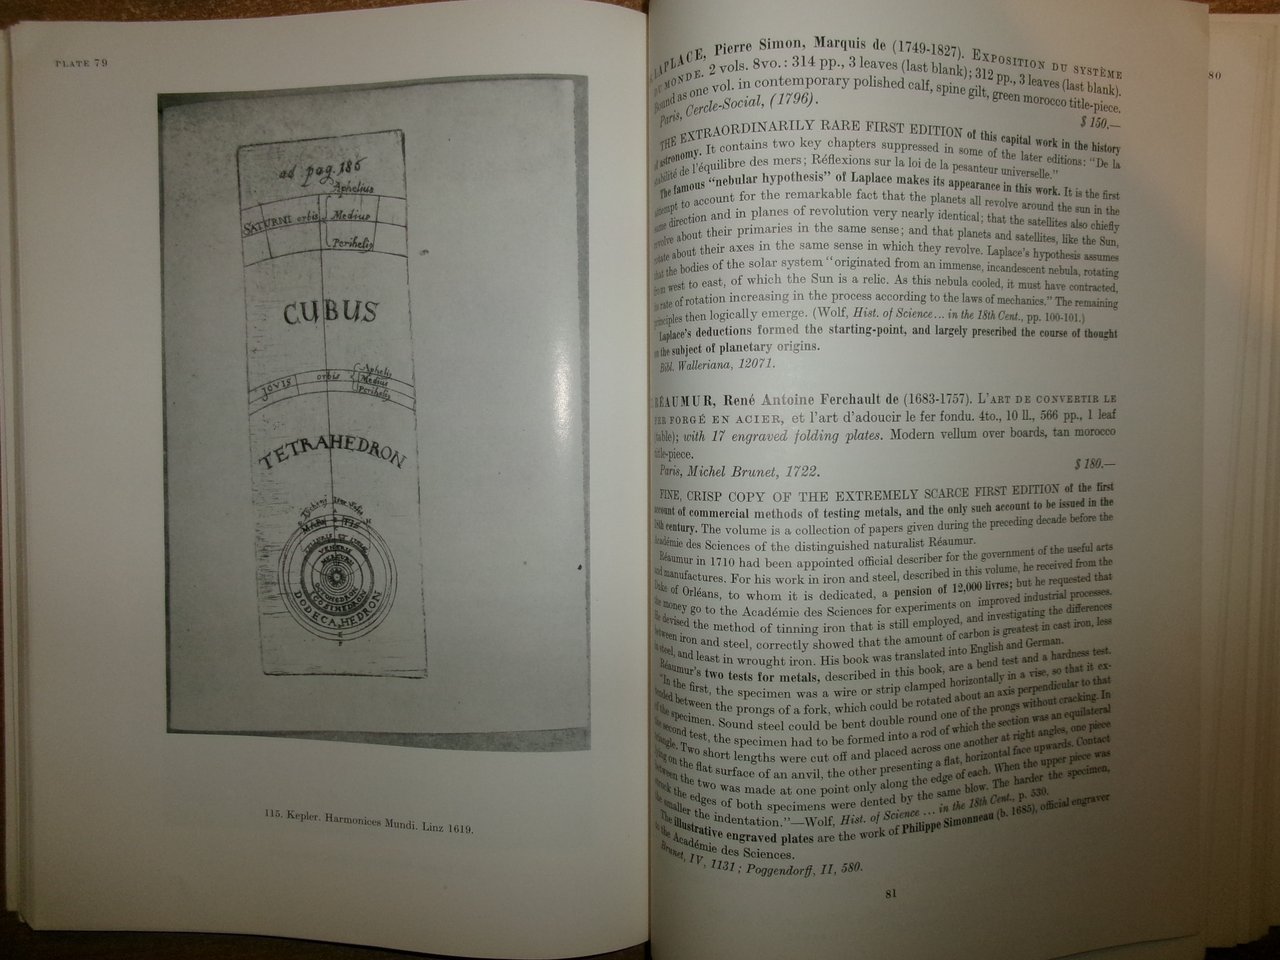 PLATE 79
ad pag. 186
Aphelius
SATURNI orbis Medius
Perihelis
CUBUS
Aphelis
JOVIS orbis Medius
Perihelis
TETRAHEDRON
MARTIS
VENERIS
MERCURII
OCTOHEDRON
ICOSIHEDRON
DODECAHEDRON
115. Kepler. Harmonices Mundi. Linz 1619.
LAPLACE, Pierre Simon, Marquis de (1749-1827). EXPOSITION DU SYSTÈME
DU MONDE. 2 vols. 8vo.: 314 pp., 3 leaves (last blank); 312 pp., 3 leaves (last blank).
Bound as one vol. in contemporary polished calf, spine gilt, green morocco title-piece.
Paris, Cercle-Social, (1796).
$ 150.—
THE EXTRAORDINARILY RARE FIRST EDITION of this capital work in the history
of astronomy. It contains two key chapters suppressed in some of the later editions: "De la
stabilité de l'équilibre des mers; Réflexions sur la loi de la pesanteur universelle."
The famous "nebular hypothesis" of Laplace makes its appearance in this work. It is the first
attempt to account for the remarkable fact that the planets all revolve around the sun in the
same direction and in planes of revolution very nearly identical; that the satellites also chiefly
revolve about their primaries in the same sense; and that planets and satellites, like the Sun,
rotate about their axes in the same sense in which they revolve. Laplace's hypothesis assumes
that the bodies of the solar system "originated from an immense, incandescent nebula, rotating
from west to east, of which the Sun is a relic. As this nebula cooled, it must have contracted,
its rate of rotation increasing in the process according to the laws of mechanics." The remaining
principles then logically emerge. (Wolf, Hist. of Science... in the 18th Cent., pp. 100-101.)
Laplace's deductions formed the starting-point, and largely prescribed the course of thought
on the subject of planetary origins.
Bibl. Walleriana, 12071.
RÉAUMUR, René Antoine Ferchault de (1683-1757). L'ART DE CONVERTIR LE
FER FORGÉ EN ACIER, et l'art d'adoucir le fer fondu. 4to., 10 ll., 566 pp., 1 leaf
(table); with 17 engraved folding plates. Modern vellum over boards, tan morocco
title-piece.
Paris, Michel Brunet, 1722.
$ 180.—
FINE, CRISP COPY OF THE EXTREMELY SCARCE FIRST EDITION of the first
account of commercial methods of testing metals, and the only such account to be issued in the
18th century. The volume is a collection of papers given during the preceding decade before the
Académie des Sciences of the distinguished naturalist Réaumur.
Réaumur in 1710 had been appointed official describer for the government of the useful arts
and manufactures. For his work in iron and steel, described in this volume, he received from the
Duke of Orléans, to whom it is dedicated, a pension of 12,000 livres; but he requested that
the money go to the Académie des Sciences for experiments on improved industrial processes.
He devised the method of tinning iron that is still employed, and investigating the differences
between iron and steel, correctly showed that the amount of carbon is greatest in cast iron, less
in steel, and least in wrought iron. His book was translated into English and German.
Réaumur's two tests for metals, described in this book, are a bend test and a hardness test.
"In the first, the specimen was a wire or strip clamped horizontally in a vise, so that it ex-
tended between the prongs of a fork, which could be rotated about an axis perpendicular to that
of the specimen. Sound steel could be bent double round one of the prongs without cracking. In
the second test, the specimen had to be formed into a rod of which the section was an equilateral
triangle. Two short lengths were cut off and placed across one another at right angles, one piece
lying on the flat surface of an anvil, the other presenting a flat, horizontal face upwards. Contact
between the two was made at one point only along the edge of each. When the upper piece was
struck the edges of both specimens were dented by the same blow. The harder the specimen,
the smaller the indentation."—Wolf, Hist. of Science ... in the 18th Cent., p. 530.
The illustrative engraved plates are the work of Philippe Simonneau (b. 1685), official engraver
to the Académie des Sciences.
Brunet, IV, 1131; Poggendorff, II, 580.
81
80